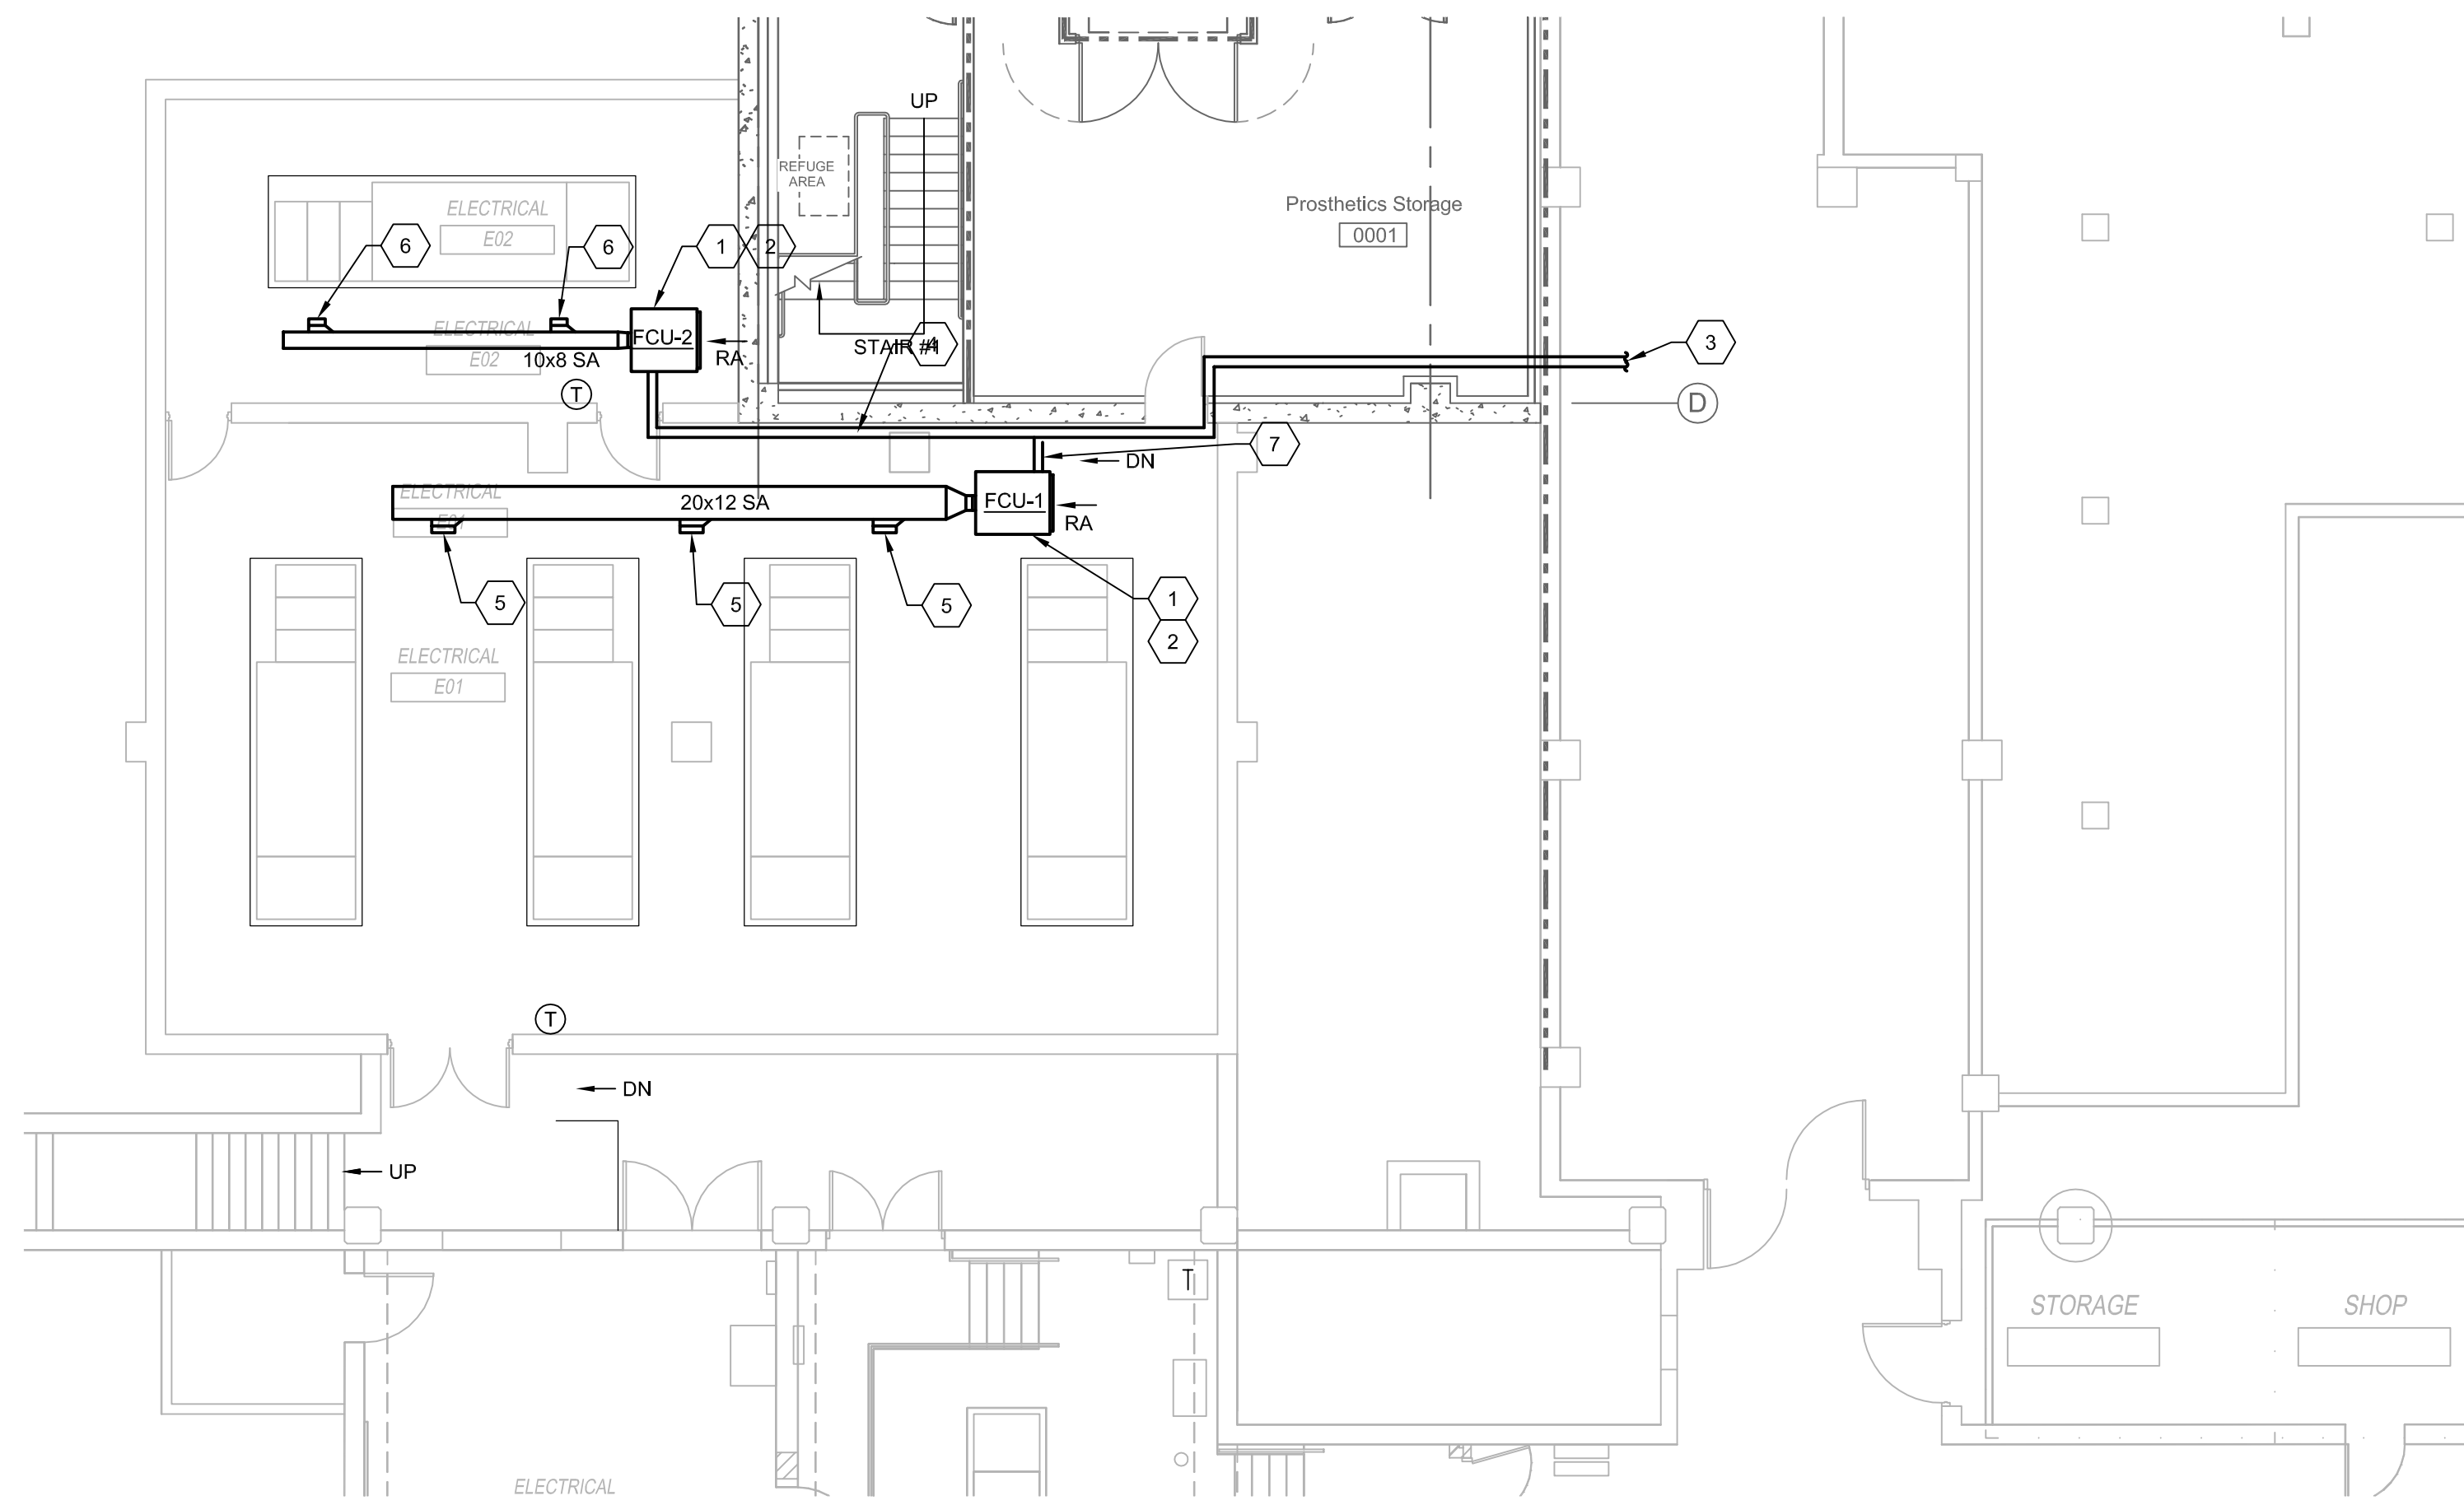 UP
REFUGE
AREA
Prosthetics Storage
0001
ELECTRICAL
E02
6
6
1
2
ELECTRICAL
E02
10x8 SA
FCU-2
RA
STAIR #1
4
3
T
D
7
DN
ELECTRICAL
E01
20x12 SA
FCU-1
RA
5
5
5
1
2
ELECTRICAL
E01
T
DN
UP
T
STORAGE
SHOP
ELECTRICAL